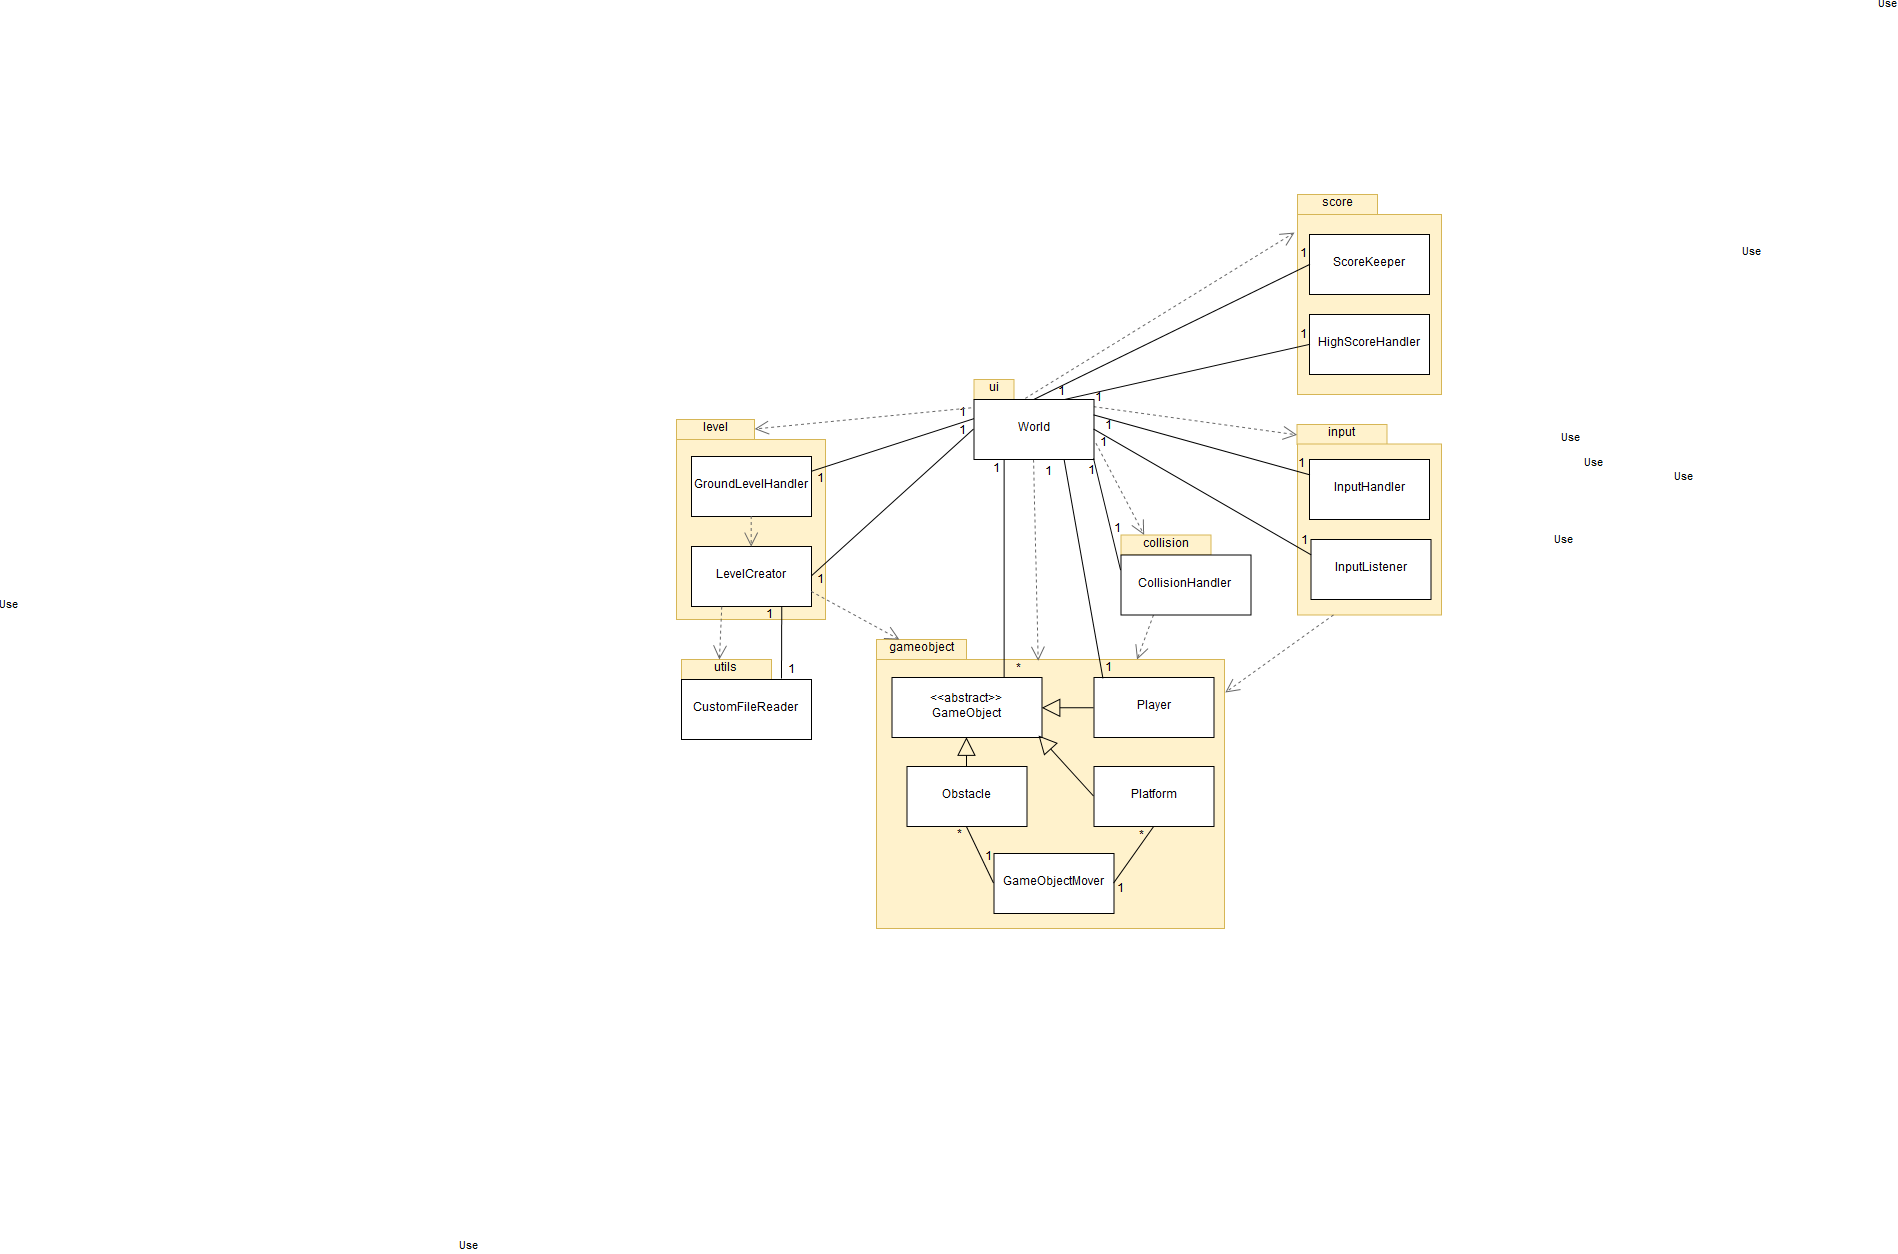 Use
score
1
ScoreKeeper
Use
1
HighScoreHandler
ui
1
1
level
1
1
World
1
1
1
1
1
1
input
Use
1
InputHandler
Use
Use
GroundLevelHandler
1
1
collision
CollisionHandler
1
InputListener
Use
LevelCreator
1
1
Use
gameobject
utils
1
CustomFileReader
*
1
<<abstract>>
GameObject
Player
Obstacle
Platform
*
*
1
GameObjectMover
1
Use